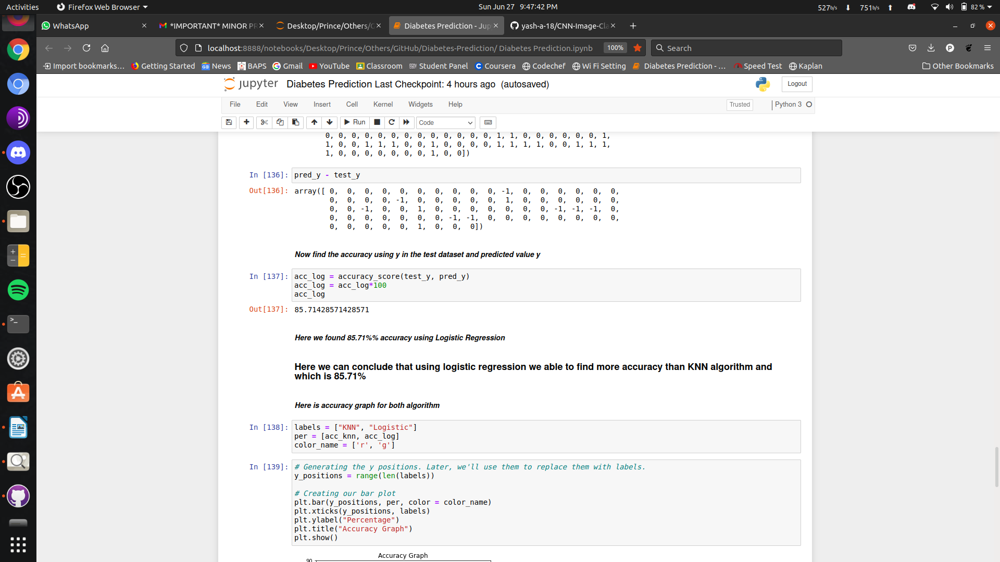 Activities
Firefox Web Browser
Sun Jun 27 9:47:42 PM
527b/s
751b/s
82 %
WhatsApp
*IMPORTANT* MINOR PR
Desktop/Prince/Others/G
Diabetes Prediction - Jup
yash-a-18/CNN-Image-Cla
localhost:8888/notebooks/Desktop/Prince/Others/GitHub/Diabetes-Prediction/ Diabetes Prediction.ipynb
100%
Search
Import bookmarks...
Getting Started
News
BAPS
Gmail
YouTube
Classroom
Student Panel
Coursera
Codechef
Wi Fi Setting
Diabetes Prediction - ...
Speed Test
Kaplan
Other Bookmarks
jupyter
Diabetes Prediction Last Checkpoint: 4 hours ago (autosaved)
Logout
File Edit View Insert Cell Kernel Widgets Help
Trusted
Python 3
Run
Code
0, 0, 0, 0, 0, 0, 0, 0, 0, 0, 0, 0, 0, 1, 1, 0, 0, 0, 0, 0, 0, 1,
1, 0, 0, 1, 1, 1, 0, 0, 1, 0, 0, 0, 0, 1, 1, 1, 1, 0, 0, 1, 1, 1,
1, 0, 0, 0, 0, 0, 0, 0, 1, 0, 0])
In [136]: pred_y - test_y
Out[136]: array([ 0, 0, 0, 0, 0, 0, 0, 0, 0, 0, -1, 0, 0, 0, 0, 0, 0,
0, 0, 0, 0, -1, 0, 0, 0, 0, 0, 1, 0, 0, 0, 0, 0, 0,
0, 0, -1, 0, 0, 1, 0, 0, 0, 0, 0, 0, 0, -1, -1, -1, 0,
0, 0, 0, 0, 0, 0, 0, -1, -1, 0, 0, 0, 0, 0, 0, 0, 0,
0, 0, 0, 0, 0, 1, 0, 0, 0])
Now find the accuracy using y in the test dataset and predicted value y
In [137]: acc_log = accuracy_score(test_y, pred_y)
acc_log = acc_log*100
acc_log
Out[137]: 85.71428571428571
Here we found 85.71%% accuracy using Logistic Regression
Here we can conclude that using logistic regression we able to find more accuracy than KNN algorithm and
which is 85.71%
Here is accuracy graph for both algorithm
In [138]: labels = ["KNN", "Logistic"]
per = [acc_knn, acc_log]
color_name = ['r', 'g']
In [139]: # Generating the y positions. Later, we'll use them to replace them with labels.
y_positions = range(len(labels))
# Creating our bar plot
plt.bar(y_positions, per, color = color_name)
plt.xticks(y_positions, labels)
plt.ylabel("Percentage")
plt.title("Accuracy Graph")
plt.show()
Accuracy Graph
90